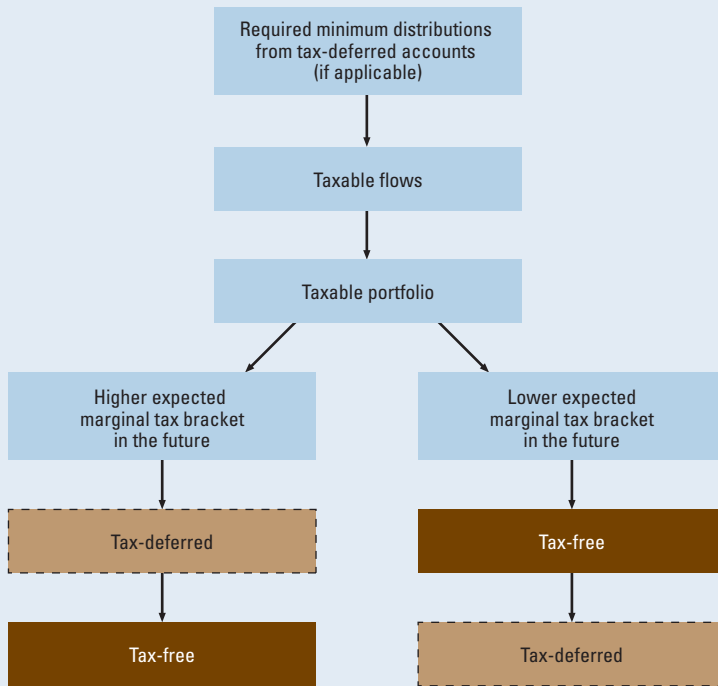 Required minimum distributions
from tax-deferred accounts
(if applicable)
Taxable flows
Taxable portfolio
Higher expected
marginal tax bracket
in the future
Lower expected
marginal tax bracket
in the future
Tax-deferred
Tax-free
Tax-free
Tax-deferred